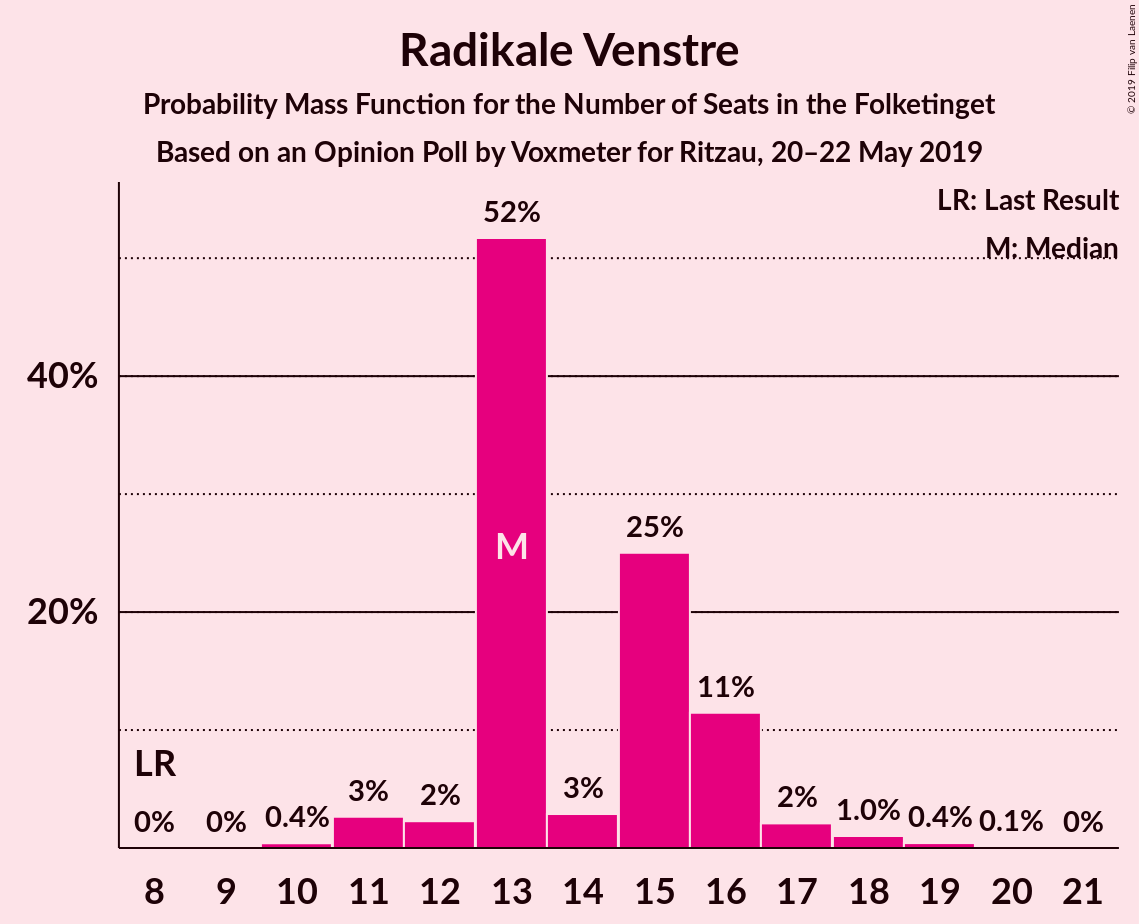 Radikale Venstre
Probability Mass Function for the Number of Seats in the Folketinget
Based on an Opinion Poll by Voxmeter for Ritzau, 20–22 May 2019
© 2019 Filip van Laenen
LR: Last Result
M: Median
52%
40%
25%
M
20%
11%
LR
0%
0%
0.4%
3%
2%
3%
2%
1.0%
0.4%
0.1%
0%
8 9 10 11 12 13 14 15 16 17 18 19 20 21